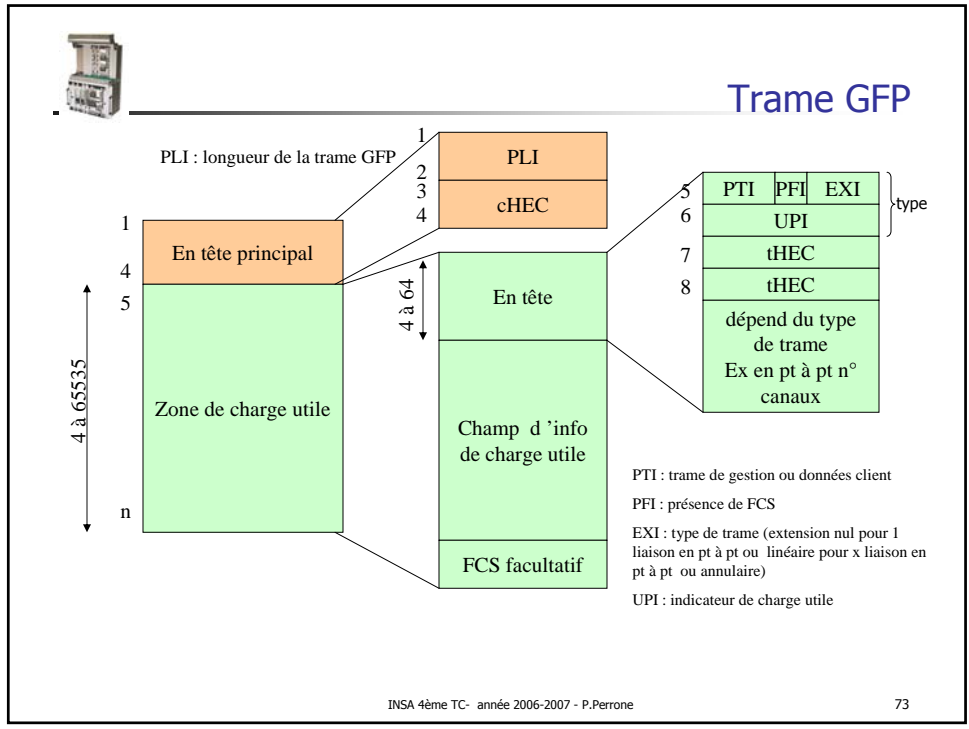 Trame GFP
PLI : longueur de la trame GFP
1
4
5
n
En tête principal
Zone de charge utile
4 à 65535
1
2
3
4
PLI
cHEC
4 à 64
En tête
Champ d ’info
de charge utile
FCS facultatif
5
6
7
8
PTI PFI EXI
UPI
tHEC
tHEC
dépend du type
de trame
Ex en pt à pt n°
canaux
type
PTI : trame de gestion ou données client
PFI : présence de FCS
EXI : type de trame (extension nul pour 1
liaison en pt à pt ou linéaire pour x liaison en
pt à pt ou annulaire)
UPI : indicateur de charge utile
INSA 4ème TC- année 2006-2007 - P.Perrone
73